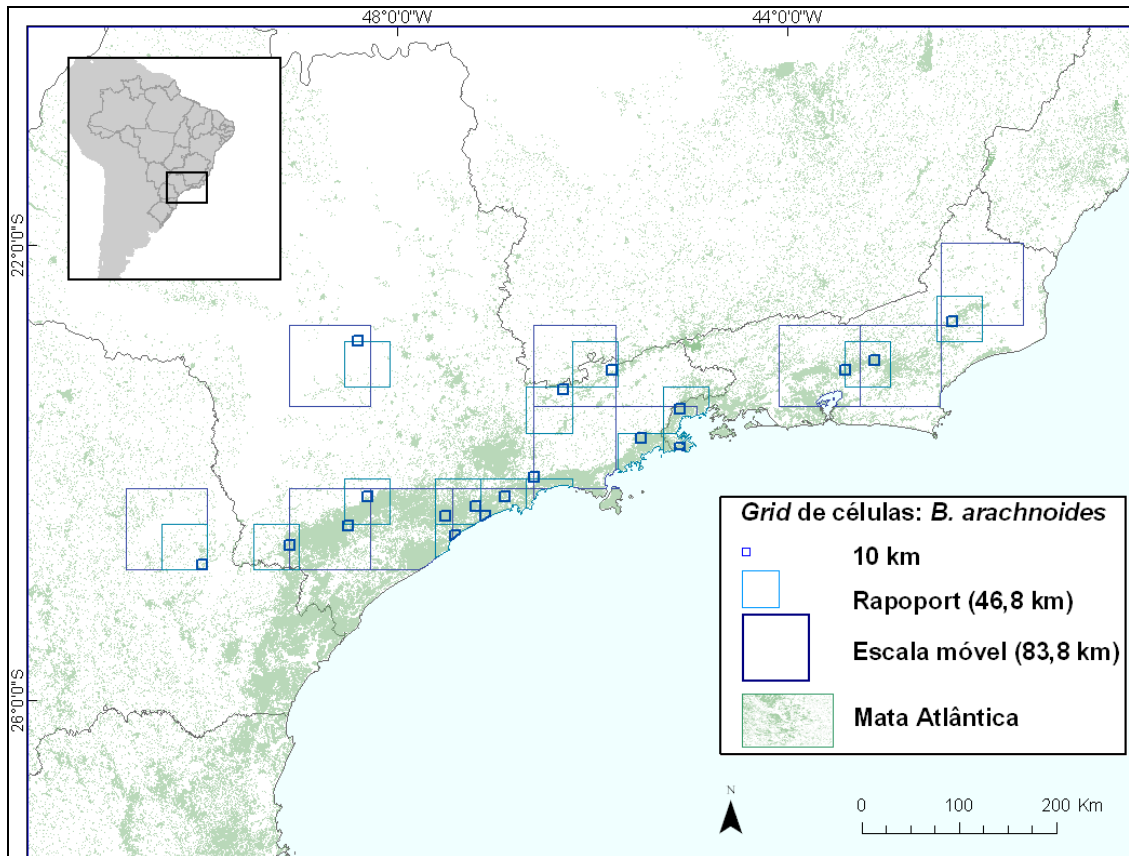 48°0'0"W
44°0'0"W
22°0'0"S
26°0'0"S
Grid de células: B. arachnoides
10 km
Rapoport (46,8 km)
Escala móvel (83,8 km)
Mata Atlântica
N
0 100 200 Km